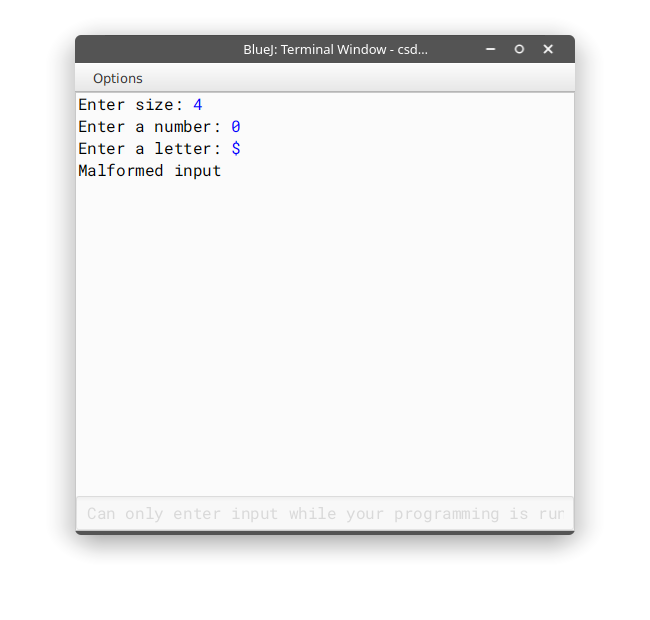 BlueJ: Terminal Window - csd...
Options
Enter size: 4
Enter a number: 0
Enter a letter: $
Malformed input
Can only enter input while your programming is rur